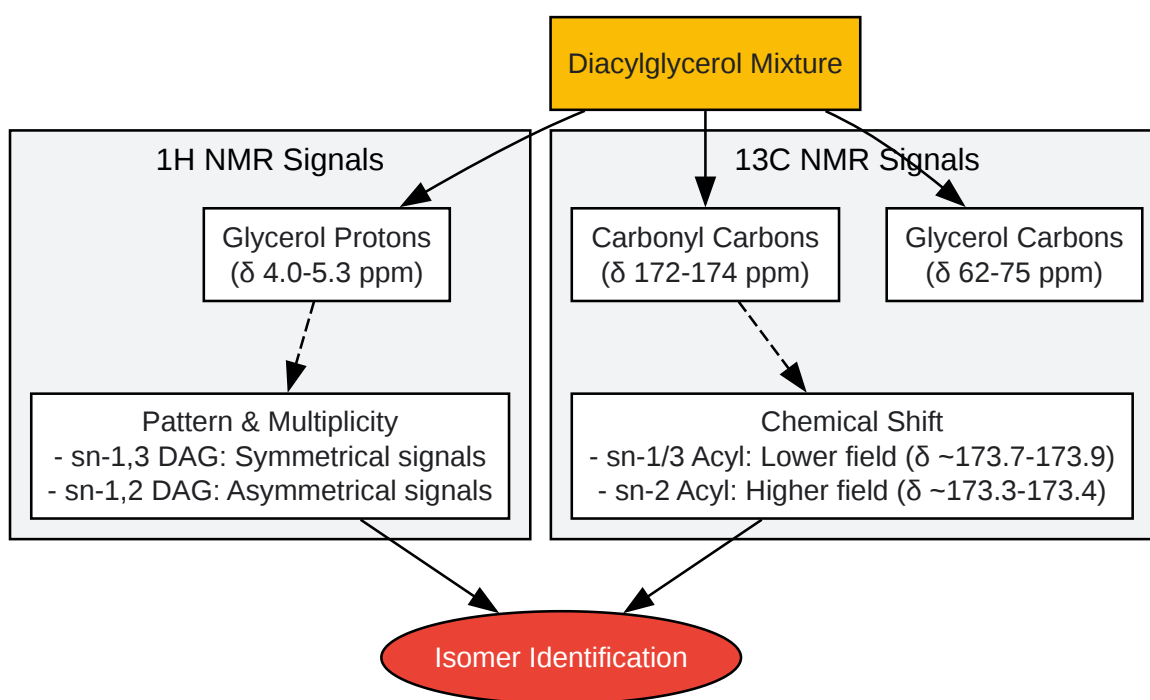 Diacylglycerol Mixture
1H NMR Signals
13C NMR Signals
Glycerol Protons
(δ 4.0-5.3 ppm)
Carbonyl Carbons
(δ 172-174 ppm)
Glycerol Carbons
(δ 62-75 ppm)
Pattern & Multiplicity
- sn-1,3 DAG: Symmetrical signals
- sn-1,2 DAG: Asymmetrical signals
Chemical Shift
- sn-1/3 Acyl: Lower field (δ ~173.7-173.9)
- sn-2 Acyl: Higher field (δ ~173.3-173.4)
Isomer Identification